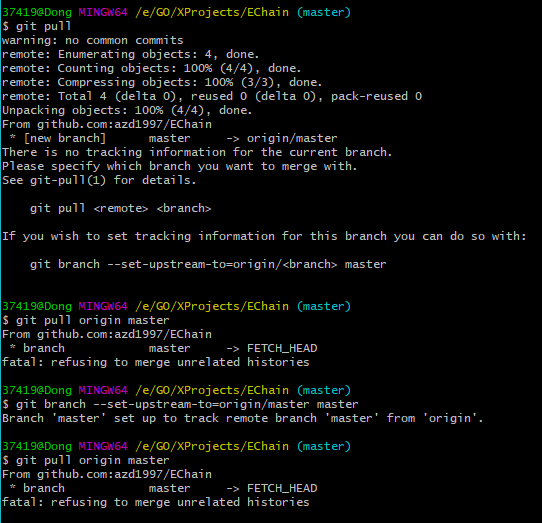 37419@Dong MINGW64 /e/GO/XProjects/EChain (master)
$ git pull
warning: no common commits
remote: Enumerating objects: 4, done.
remote: Counting objects: 100% (4/4), done.
remote: Compressing objects: 100% (3/3), done.
remote: Total 4 (delta 0), reused 0 (delta 0), pack-reused 0
Unpacking objects: 100% (4/4), done.
From github.com:azd1997/EChain
 * [new branch]      master     -> origin/master
There is no tracking information for the current branch.
Please specify which branch you want to merge with.
See git-pull(1) for details.

    git pull <remote> <branch>

If you wish to set tracking information for this branch you can do so with:

    git branch --set-upstream-to=origin/<branch> master

37419@Dong MINGW64 /e/GO/XProjects/EChain (master)
$ git pull origin master
From github.com:azd1997/EChain
 * branch            master     -> FETCH_HEAD
fatal: refusing to merge unrelated histories

37419@Dong MINGW64 /e/GO/XProjects/EChain (master)
$ git branch --set-upstream-to=origin/master master
Branch 'master' set up to track remote branch 'master' from 'origin'.

37419@Dong MINGW64 /e/GO/XProjects/EChain (master)
$ git pull origin master
From github.com:azd1997/EChain
 * branch            master     -> FETCH_HEAD
fatal: refusing to merge unrelated histories